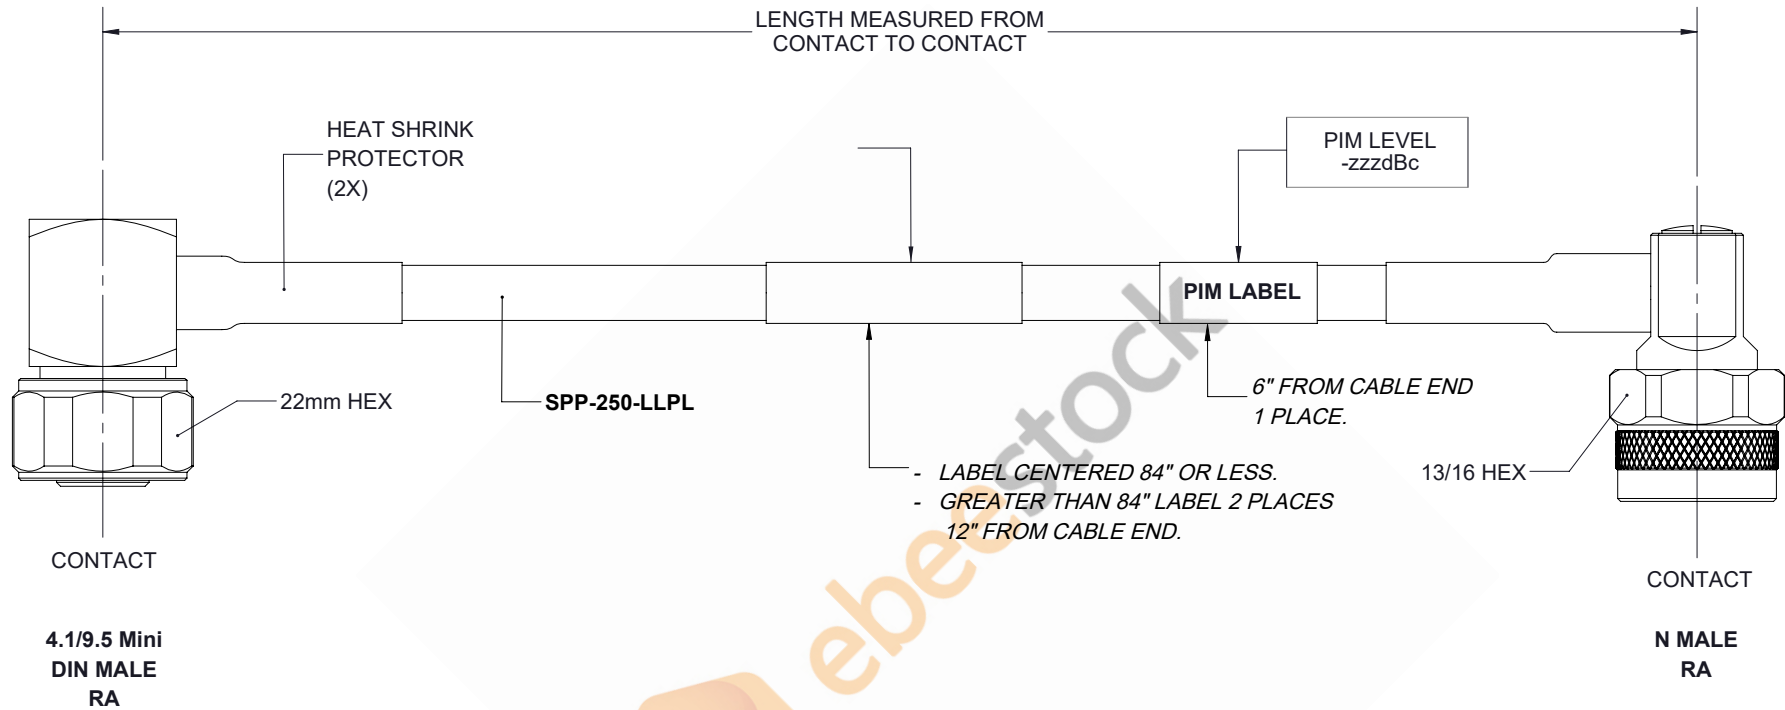 LENGTH MEASURED FROM
CONTACT TO CONTACT
HEAT SHRINK
PROTECTOR
(2X)
PIM LEVEL
-zzzdBc
PIM LABEL
22mm HEX
SPP-250-LLPL
6" FROM CABLE END
1 PLACE.
- LABEL CENTERED 84" OR LESS.
- GREATER THAN 84" LABEL 2 PLACES
12" FROM CABLE END.
13/16 HEX
CONTACT
4.1/9.5 Mini
DIN MALE
RA
CONTACT
N MALE
RA
ebeestock